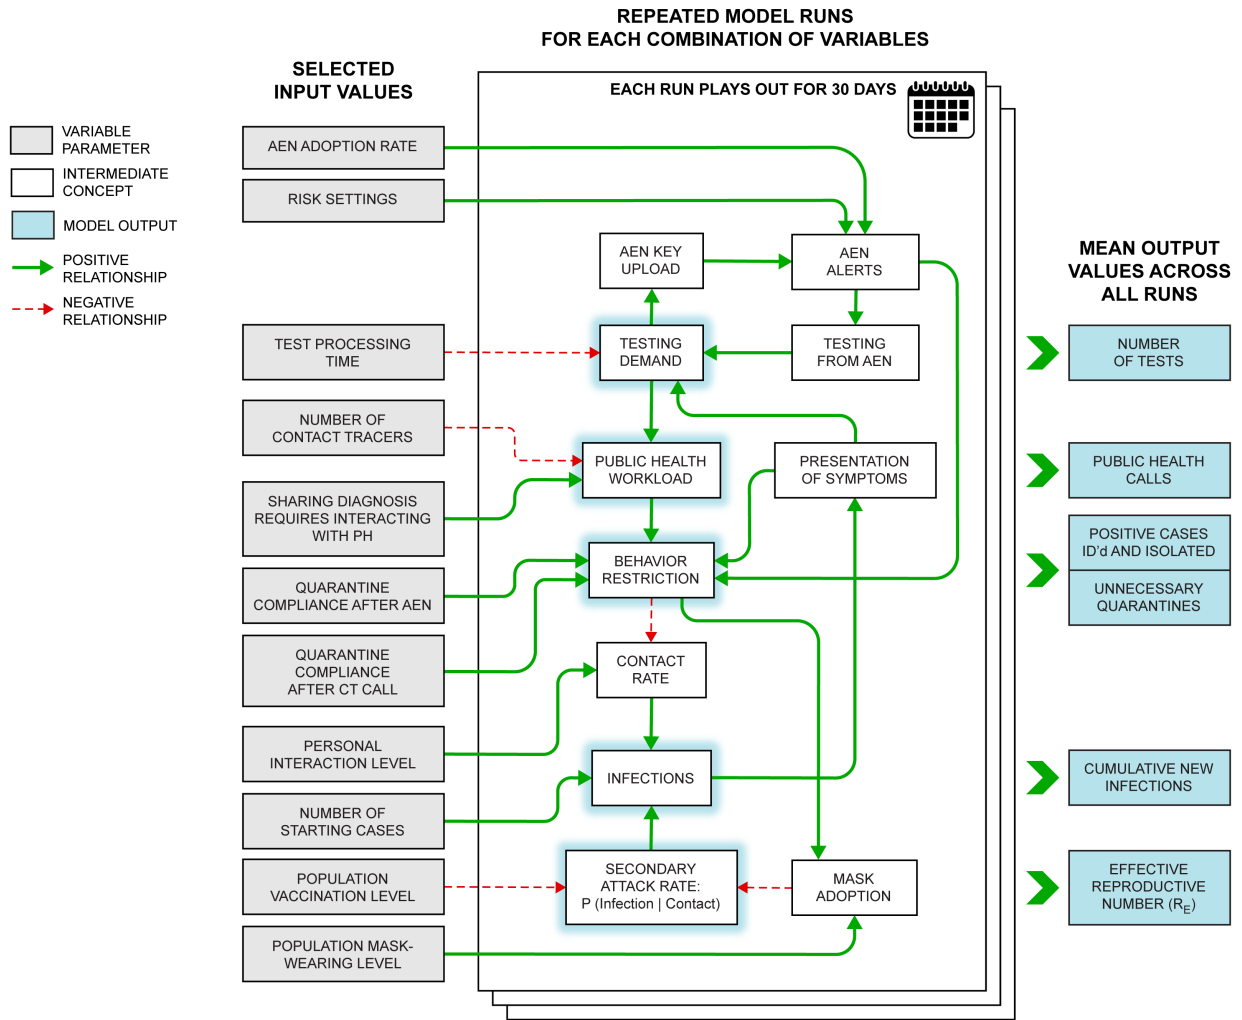 REPEATED MODEL RUNS
FOR EACH COMBINATION OF VARIABLES
SELECTED
INPUT VALUES
EACH RUN PLAYS OUT FOR 30 DAYS
VARIABLE
PARAMETER
INTERMEDIATE
CONCEPT
MODEL OUTPUT
POSITIVE
RELATIONSHIP
NEGATIVE
RELATIONSHIP
AEN ADOPTION RATE
RISK SETTINGS
TEST PROCESSING
TIME
NUMBER OF
CONTACT TRACERS
SHARING DIAGNOSIS
REQUIRES INTERACTING
WITH PH
QUARANTINE
COMPLIANCE AFTER AEN
QUARANTINE
COMPLIANCE
AFTER CT CALL
PERSONAL
INTERACTION LEVEL
NUMBER OF
STARTING CASES
POPULATION
VACCINATION LEVEL
POPULATION MASK-
WEARING LEVEL
AEN KEY
UPLOAD
AEN
ALERTS
TESTING
DEMAND
TESTING
FROM AEN
PUBLIC HEALTH
WORKLOAD
PRESENTATION
OF SYMPTOMS
BEHAVIOR
RESTRICTION
CONTACT
RATE
INFECTIONS
SECONDARY
ATTACK RATE:
P (Infection | Contact)
MASK
ADOPTION
MEAN OUTPUT
VALUES ACROSS
ALL RUNS
NUMBER
OF TESTS
PUBLIC HEALTH
CALLS
POSITIVE CASES
ID'd AND ISOLATED
UNNECESSARY
QUARANTINES
CUMULATIVE NEW
INFECTIONS
EFFECTIVE
REPRODUCTIVE
NUMBER (RE)